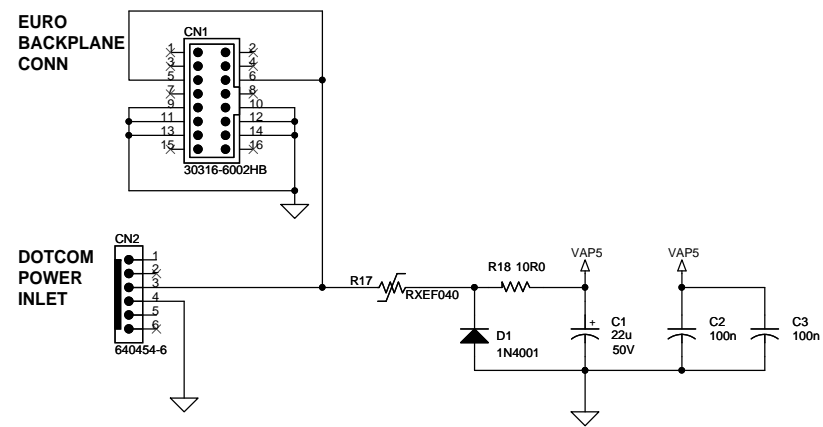 EURO
BACKPLANE
CONN
CN1
1 2
3 4
5 6
7 8
9 10
11 12
13 14
15 16
30316-6002HB
DOTCOM
POWER
INLET
CN2
1
2
3
4
5
6
640454-6
R17
RXEF040
R18 10R0
VAP5
VAP5
D1
1N4001
C1
22u
50V
C2
100n
C3
100n
+